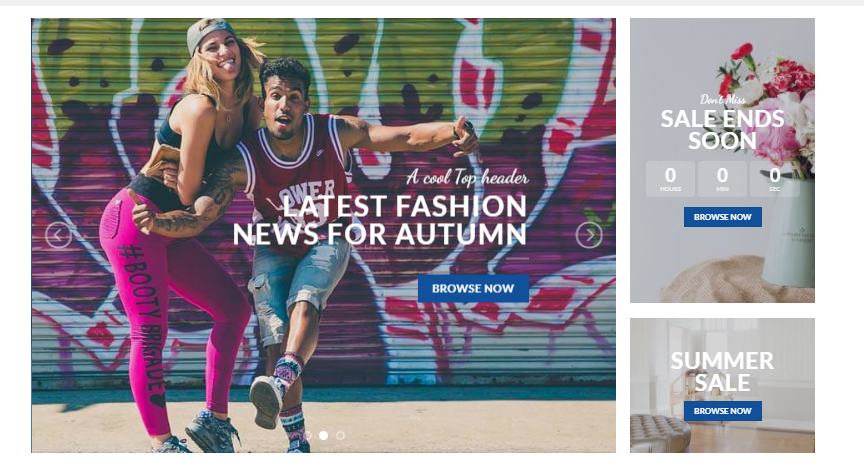 A cool Top header
LATEST FASHION
NEWS FOR AUTUMN
BROWSE NOW
#BOOTY BRIGADE
Don't Miss
SALE ENDS
SOON
0 0 0
HOURS MIN SEC
BROWSE NOW
SUMMER
SALE
BROWSE NOW